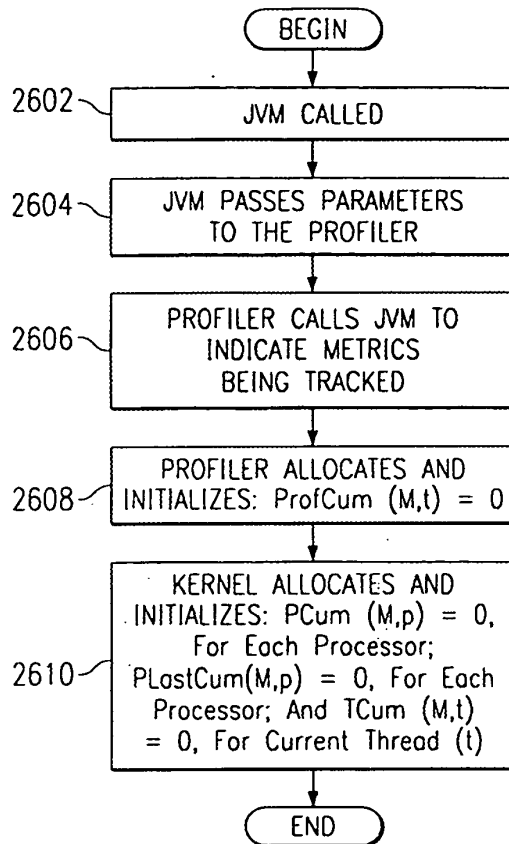 BEGIN
2602
JVM CALLED
2604
JVM PASSES PARAMETERS
TO THE PROFILER
2606
PROFILER CALLS JVM TO
INDICATE METRICS
BEING TRACKED
2608
PROFILER ALLOCATES AND
INITIALIZES: ProfCum (M,t) = 0
2610
KERNEL ALLOCATES AND
INITIALIZES: PCum (M,p) = 0,
For Each Processor;
PLastCum(M,p) = 0, For Each
Processor; And TCum (M,t)
= 0, For Current Thread (t)
END